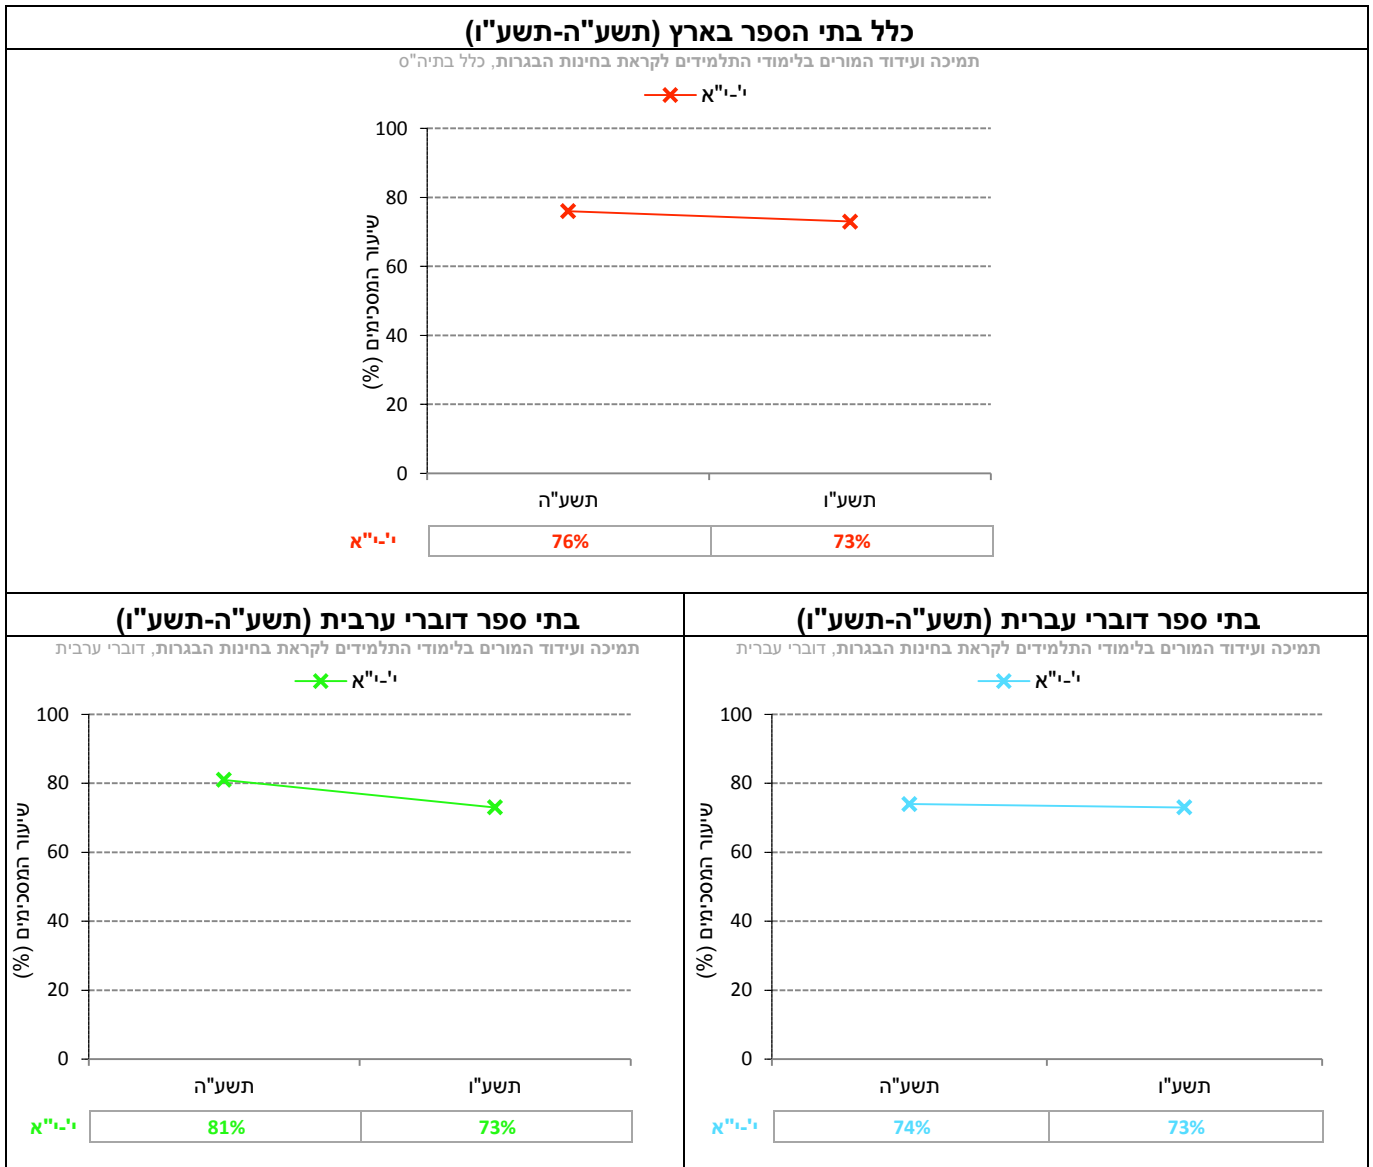 כלל בתי הספר בארץ (תשע"ה-תשע"ו)
תמיכה ועידוד המורים בלימודי התלמידים לקראת בחינות הבגרות, כלל בתיה"ס
י'-י"א
100
80
60
40
20
0
שיעור המסכימים (%)
תשע"ה תשע"ו
י'-י"א 76% 73%
בתי ספר דוברי עברית (תשע"ה-תשע"ו)
תמיכה ועידוד המורים בלימודי התלמידים לקראת בחינות הבגרות, דוברי עברית
י'-י"א
100
80
60
40
20
0
שיעור המסכימים (%)
תשע"ה תשע"ו
י'-י"א 74% 73%
בתי ספר דוברי ערבית (תשע"ה-תשע"ו)
תמיכה ועידוד המורים בלימודי התלמידים לקראת בחינות הבגרות, דוברי ערבית
י'-י"א
100
80
60
40
20
0
שיעור המסכימים (%)
תשע"ה תשע"ו
י'-י"א 81% 73%